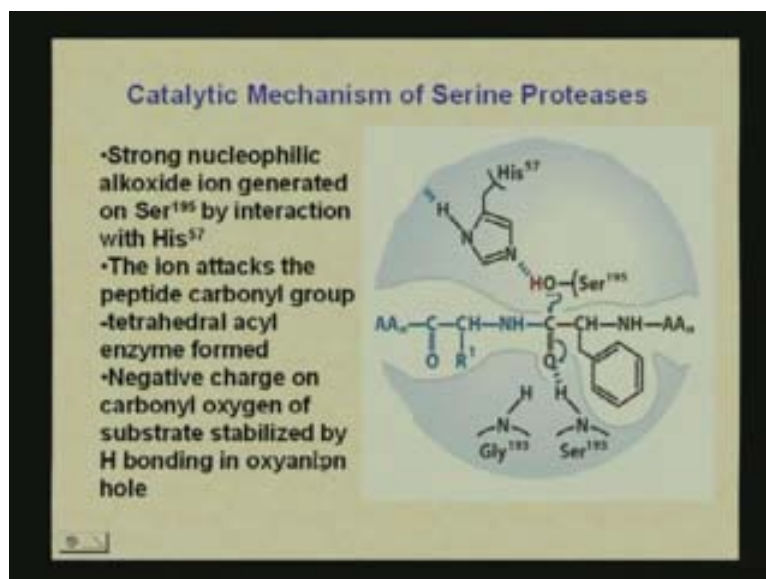 Catalytic Mechanism of Serine Proteases
•Strong nucleophilic
alkoxide ion generated
on Ser¹⁹⁵ by interaction
with His⁵⁷
•The ion attacks the
peptide carbonyl group
-tetrahedral acyl
enzyme formed
•Negative charge on
carbonyl oxygen of
substrate stabilized by
H bonding in oxyanion
hole
His⁵⁷
H
N
N
HO Ser¹⁹⁵
AAₙ—C—CH—NH—C—CH—NH—AAₙ
O R¹ O
H H
N N
Gly¹⁹³ Ser¹⁹⁵